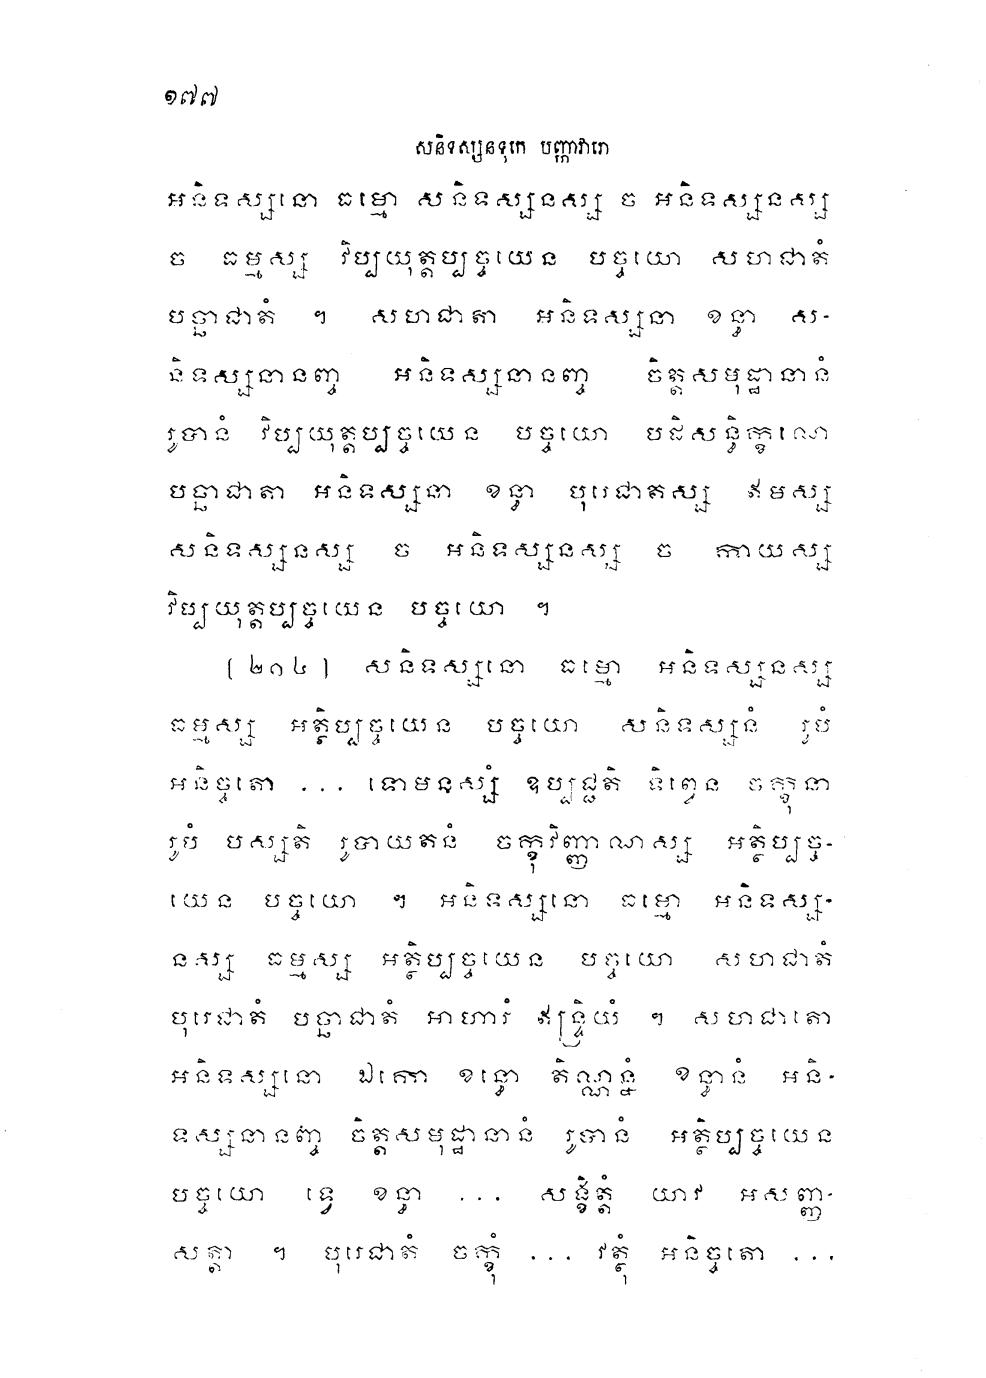 ១៧៧
សនិទស្សនទុកេ បញ្ហាវារោ
អនិទស្សនោ ធម្មោ សនិទស្សនស្ស ច អនិទស្សនស្ស
ច ធម្មស្ស វិប្បយុត្តប្បច្ចយេន បច្ចយោ សហជាតំ
បច្ឆាជាតំ ។ សហជាតា អនិទស្សនា ខន្ធា ស-
និទស្សនានញ្ច អនិទស្សនានញ្ច ចិត្តសមុដ្ឋានានំ
រូបានំ វិប្បយុត្តប្បច្ចយេន បច្ចយោ បដិសន្ធិក្ខណេ
បច្ឆាជាតា អនិទស្សនា ខន្ធា បុរេជាតស្ស ឥមស្ស
សនិទស្សនស្ស ច អនិទស្សនស្ស ច កាយស្ស
វិប្បយុត្តប្បច្ចយេន បច្ចយោ ។
[២០៤] សនិទស្សនោ ធម្មោ អនិទស្សនស្ស
ធម្មស្ស អត្ថិប្បច្ចយេន បច្ចយោ សនិទស្សនំ រូបំ
អនិច្ចតោ ... ទោមនស្សំ ឧប្បជ្ជតិ ទិព្វេន ចក្ខុនា
រូបំ បស្សតិ រូបាយតនំ ចក្ខុវិញ្ញាណស្ស អត្ថិប្បច្ច-
យេន បច្ចយោ ។ អនិទស្សនោ ធម្មោ អនិទស្ស-
នស្ស ធម្មស្ស អត្ថិប្បច្ចយេន បច្ចយោ សហជាតំ
បុរេជាតំ បច្ឆាជាតំ អាហារំ ឥន្ទ្រិយំ ។ សហជាតោ
អនិទស្សនោ ឯកោ ខន្ធោ តិណ្ណន្នំ ខន្ធានំ អនិ-
ទស្សនានញ្ច ចិត្តសមុដ្ឋានានំ រូបានំ អត្ថិប្បច្ចយេន
បច្ចយោ ទ្វេ ខន្ធា ... សង្ខិត្តំ យាវ អសញ្ញ-
សត្តា ។ បុរេជាតំ ចក្ខុំ ... វត្ថុំ អនិច្ចតោ ...